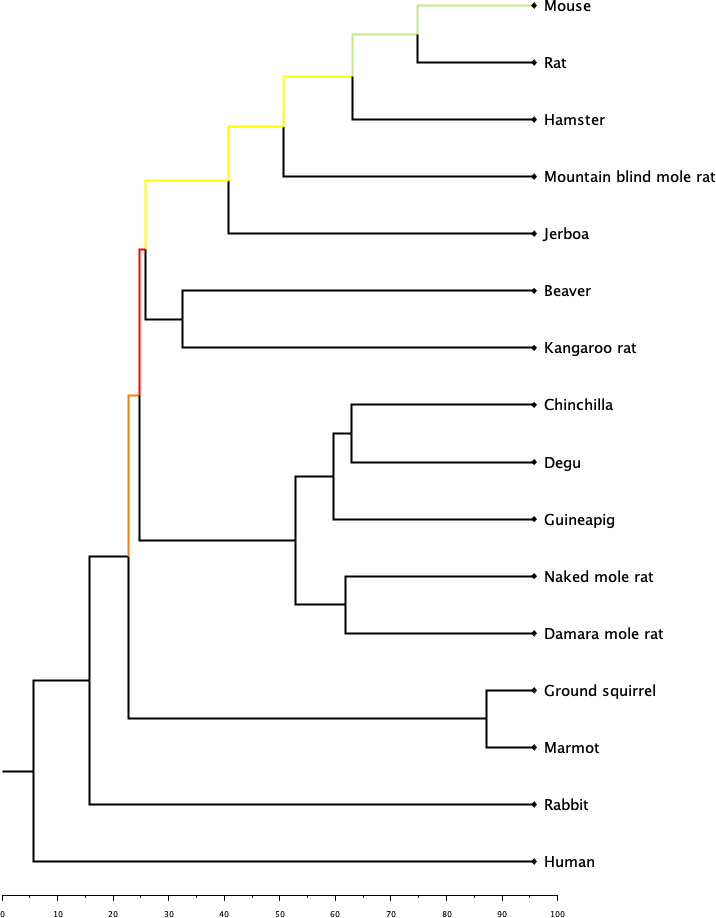 Mouse
Rat
Hamster
Mountain blind mole rat
Jerboa
Beaver
Kangaroo rat
Chinchilla
Degu
Guineapig
Naked mole rat
Damara mole rat
Ground squirrel
Marmot
Rabbit
Human
0 10 20 30 40 50 60 70 80 90 100